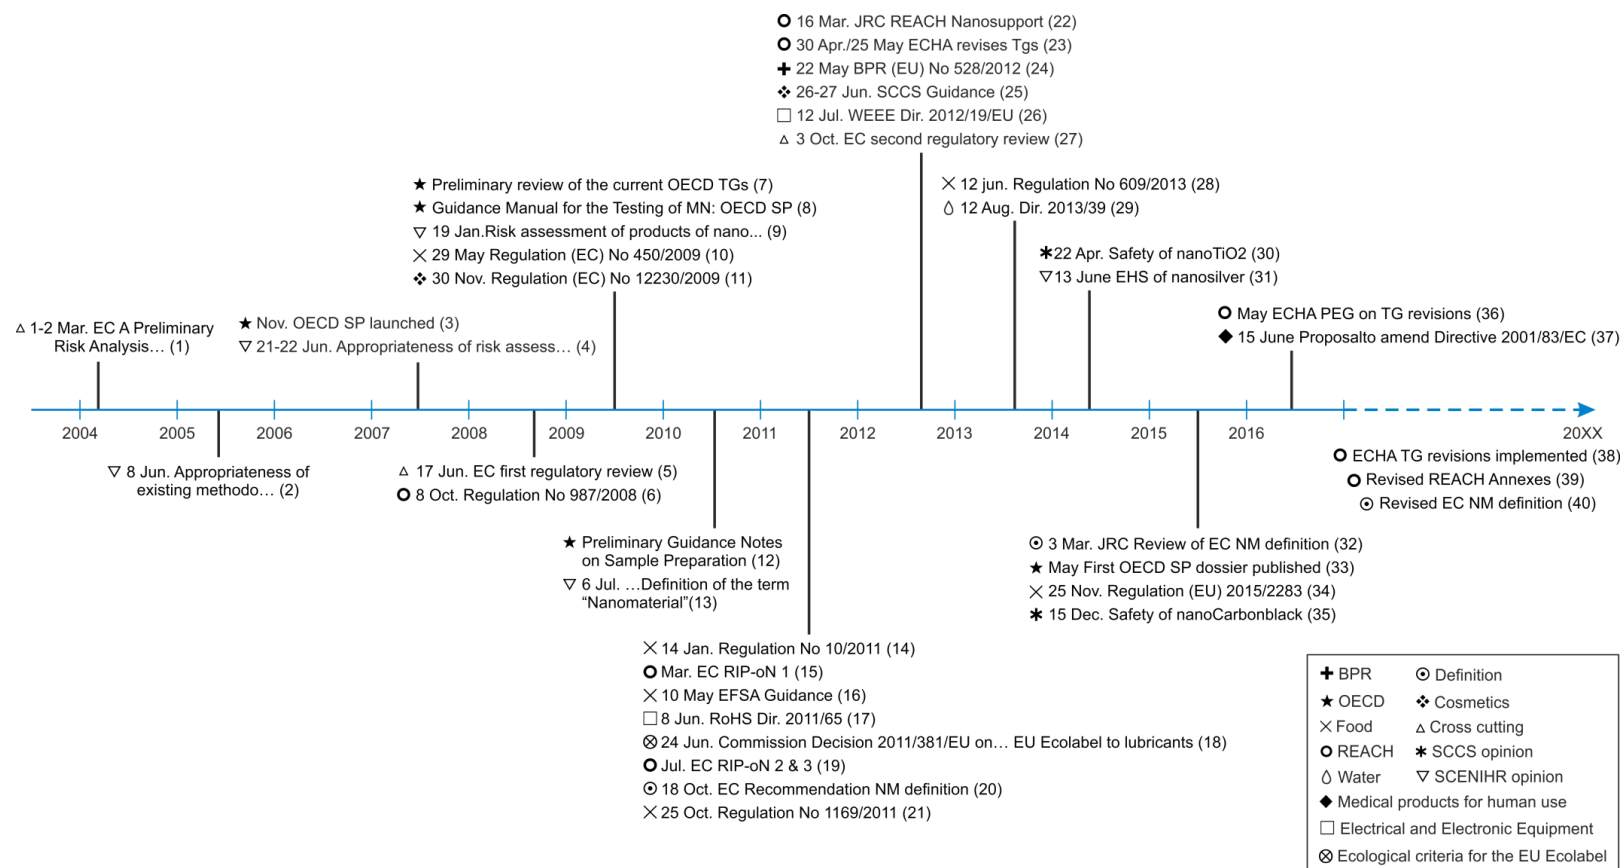 16 Mar. JRC REACH Nanosupport (22)
30 Apr./25 May ECHA revises Tgs (23)
22 May BPR (EU) No 528/2012 (24)
26-27 Jun. SCCS Guidance (25)
12 Jul. WEEE Dir. 2012/19/EU (26)
3 Oct. EC second regulatory review (27)
Preliminary review of the current OECD TGs (7)
Guidance Manual for the Testing of MN: OECD SP (8)
19 Jan.Risk assessment of products of nano... (9)
29 May Regulation (EC) No 450/2009 (10)
30 Nov. Regulation (EC) No 12230/2009 (11)
12 jun. Regulation No 609/2013 (28)
12 Aug. Dir. 2013/39 (29)
22 Apr. Safety of nanoTiO2 (30)
13 June EHS of nanosilver (31)
1-2 Mar. EC A Preliminary
Risk Analysis… (1)
Nov. OECD SP launched (3)
21-22 Jun. Appropriateness of risk assess… (4)
May ECHA PEG on TG revisions (36)
15 June Proposalto amend Directive 2001/83/EC (37)
2004 2005 2006 2007 2008 2009 2010 2011 2012 2013 2014 2015 2016 20XX
8 Jun. Appropriateness of
existing methodo… (2)
17 Jun. EC first regulatory review (5)
8 Oct. Regulation No 987/2008 (6)
ECHA TG revisions implemented (38)
Revised REACH Annexes (39)
Revised EC NM definition (40)
Preliminary Guidance Notes
on Sample Preparation (12)
6 Jul. …Definition of the term
“Nanomaterial”(13)
3 Mar. JRC Review of EC NM definition (32)
May First OECD SP dossier published (33)
25 Nov. Regulation (EU) 2015/2283 (34)
15 Dec. Safety of nanoCarbonblack (35)
14 Jan. Regulation No 10/2011 (14)
Mar. EC RIP-oN 1 (15)
10 May EFSA Guidance (16)
8 Jun. RoHS Dir. 2011/65 (17)
24 Jun. Commission Decision 2011/381/EU on… EU Ecolabel to lubricants (18)
Jul. EC RIP-oN 2 & 3 (19)
18 Oct. EC Recommendation NM definition (20)
25 Oct. Regulation No 1169/2011 (21)
BPR
Definition
OECD
Cosmetics
Food
Cross cutting
REACH
SCCS opinion
Water
SCENIHR opinion
Medical products for human use
Electrical and Electronic Equipment
Ecological criteria for the EU Ecolabel